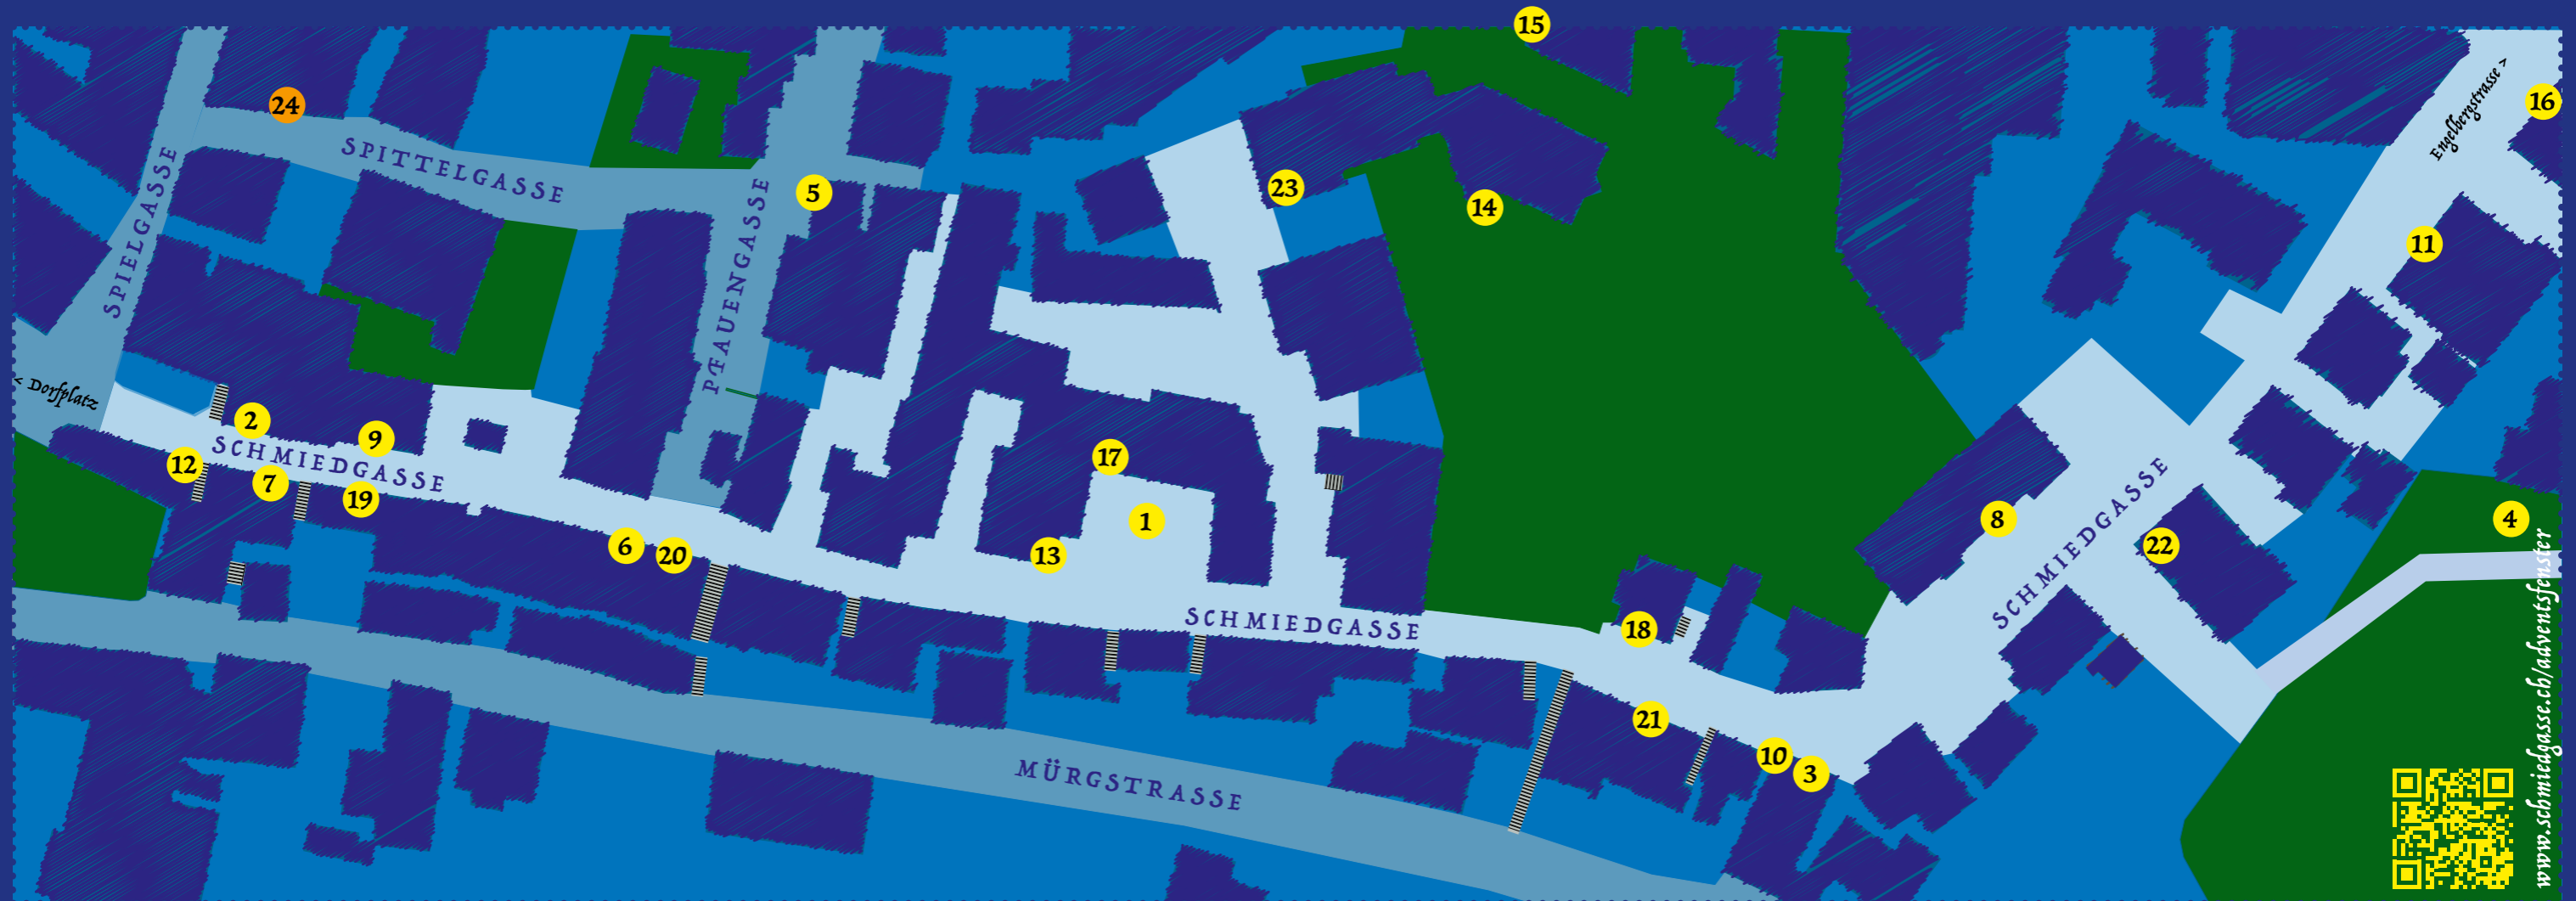 15
Engelbergstrasse >
16
24
SPITTELGASSE
SPIELGASSE
5
PFAUENGASSE
23
14
11
< Dorfplatz
2
9
SCHMIEDGASSE
12
7
19
17
1
6
20
13
SCHMIEDGASSE
18
8
SCHMIEDGASSE
22
4
21
10
3
MÜRGSTRASSE
www.schmiedgasse.ch/adventsfenster